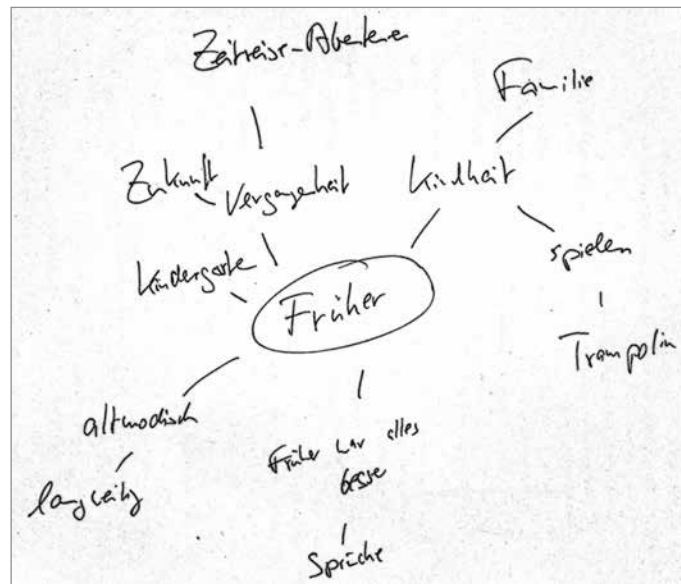 Zeitreise-Abenteuer
Familie
Zukunft
Vergangenheit
Kindheit
Kindergarten
spielen
Früher
Trampolin
altmodisch
Früher war alles
besser
langweilig
Sprüche